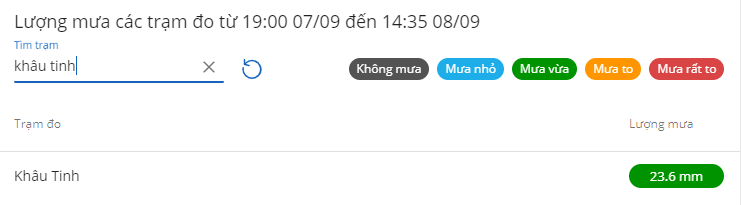 Lượng mưa các trạm đo từ 19:00 07/09 đến 14:35 08/09
Tìm trạm
khâu tinh
Không mưa Mưa nhỏ Mưa vừa Mưa to Mưa rất to
Trạm đo Lượng mưa
Khâu Tinh 23.6 mm